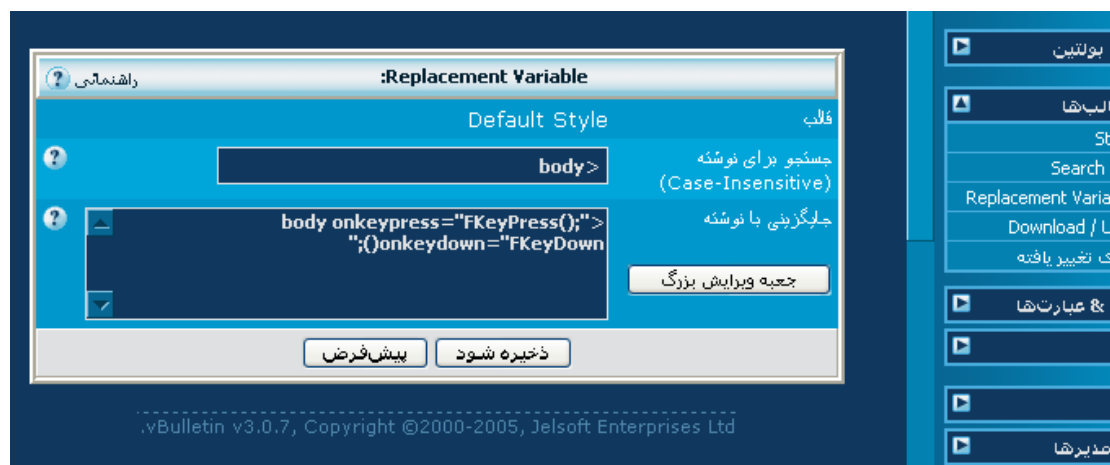 Replacement Variable:
راهنمائی
قالب
Default Style
جستجو برای نوشته
(Case-Insensitive)
body>
جایگزینی با نوشته
body onkeypress="FKeyPress();">
";()onkeydown="FKeyDown
جعبه ویرایش بزرگ
ذخیره شود
پیش‌فرض
.vBulletin v3.0.7, Copyright ©2000-2005, Jelsoft Enterprises Ltd
بولتین
الب‌ها
St
Search
Replacement Varia
Download / U
ک تغییر یافته
& عبارت‌ها
مدیرها